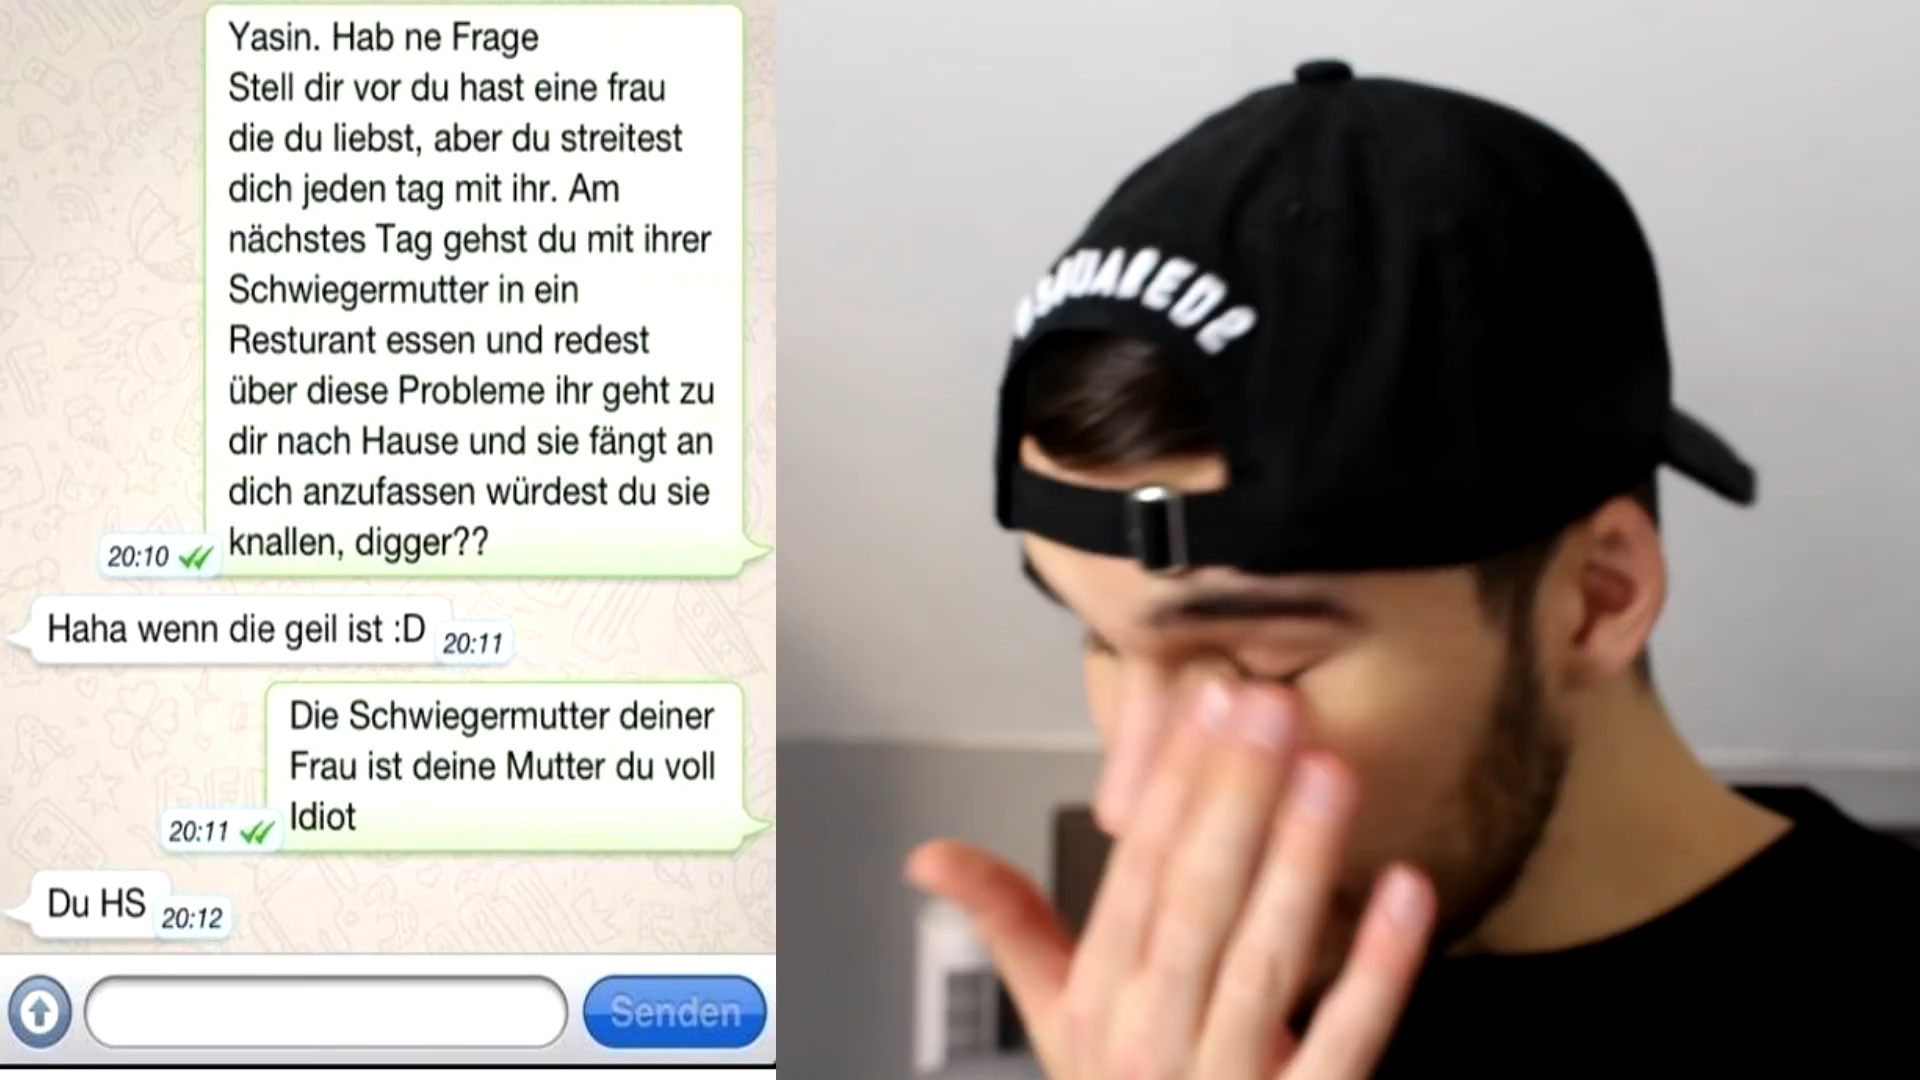 Yasin. Hab ne Frage
Stell dir vor du hast eine frau
die du liebst, aber du streitest
dich jeden tag mit ihr. Am
nächstes Tag gehst du mit ihrer
Schwiegermutter in ein
Resturant essen und redest
über diese Probleme ihr geht zu
dir nach Hause und sie fängt an
dich anzufassen würdest du sie
knallen, digger??
20:10
Haha wenn die geil ist :D
20:11
Die Schwiegermutter deiner
Frau ist deine Mutter du voll
Idiot
20:11
Du HS
20:12
Senden
DSQUARED2